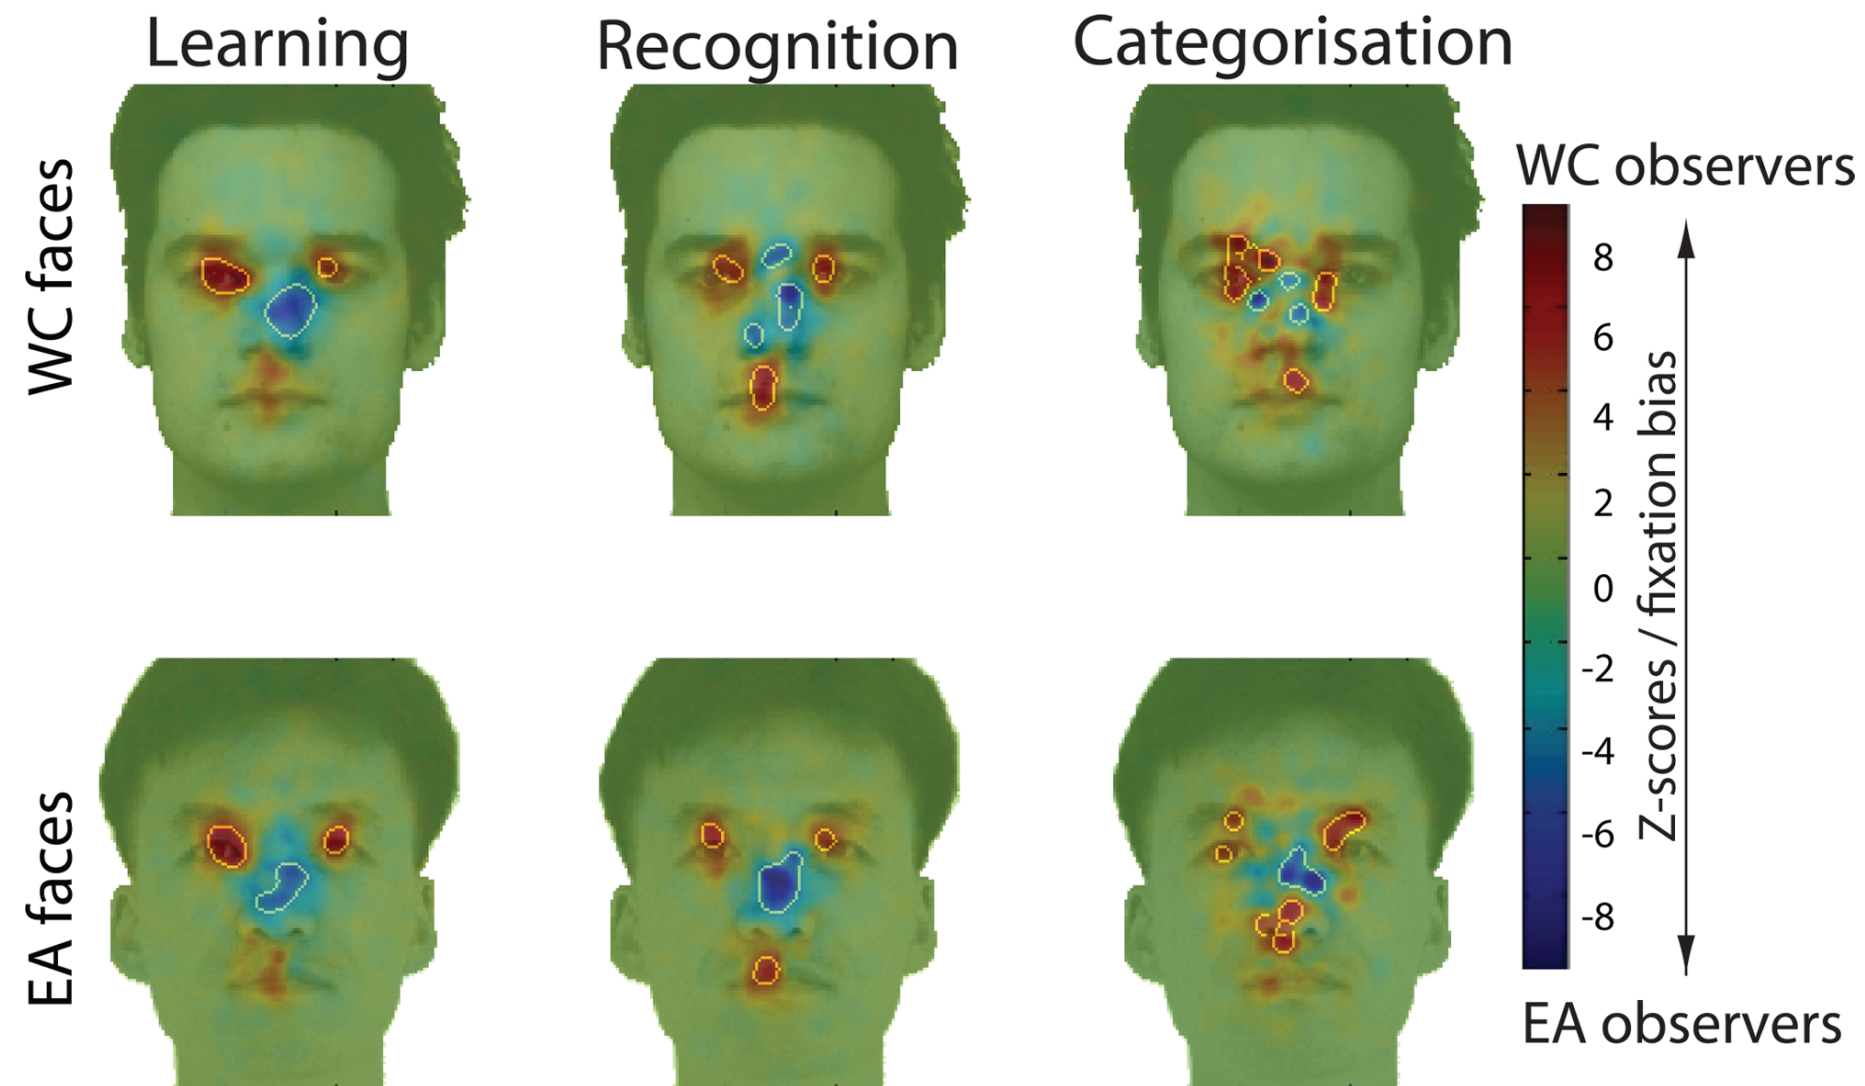 Learning
Recognition
Categorisation
WC faces
EA faces
WC observers
8
6
4
2
0
-2
-4
-6
-8
Z-scores / fixation bias
EA observers